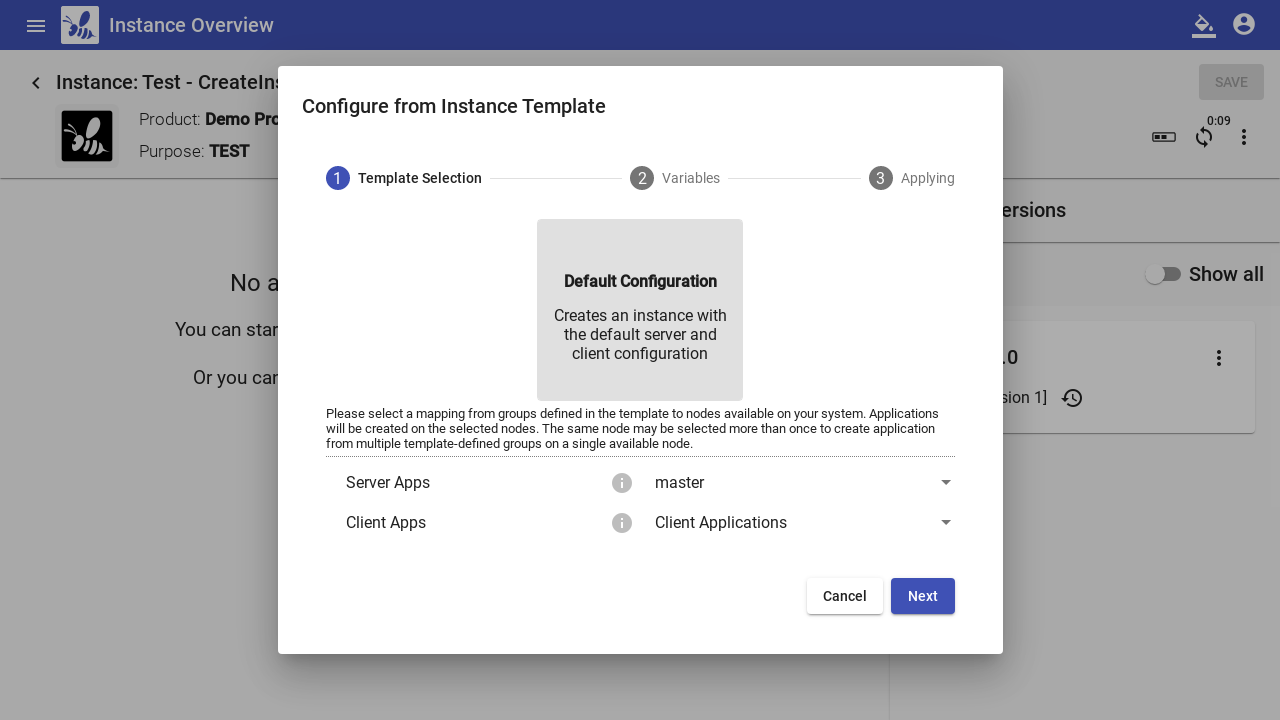 Instance Overview
Instance: Test - CreateIns
SAVE
Product: Demo Pro
Purpose: TEST
0:09
ersions
Show all
No a
You can star
Or you can
.0
sion 1]
Configure from Instance Template
1 Template Selection
2 Variables
3 Applying
Default Configuration
Creates an instance with
the default server and
client configuration
Please select a mapping from groups defined in the template to nodes available on your system. Applications
will be created on the selected nodes. The same node may be selected more than once to create application
from multiple template-defined groups on a single available node.
Server Apps master
Client Apps Client Applications
Cancel Next